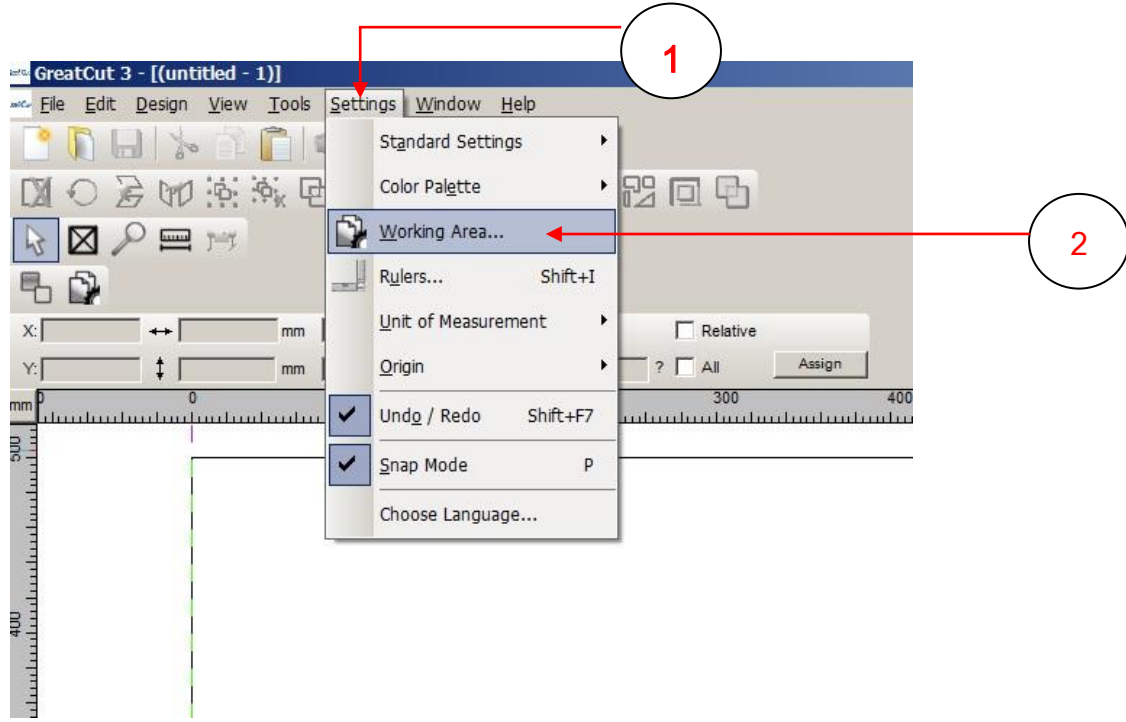 1
GreatCut 3 - [(untitled - 1)]
File Edit Design View Tools Settings Window Help
Standard Settings
Color Palette
Working Area...
2
Rulers... Shift+I
Unit of Measurement
X: mm Relative
Origin
Y: mm ? All Assign
mm 0 300 400
Undo / Redo Shift+F7
500
Snap Mode P
Choose Language...
400